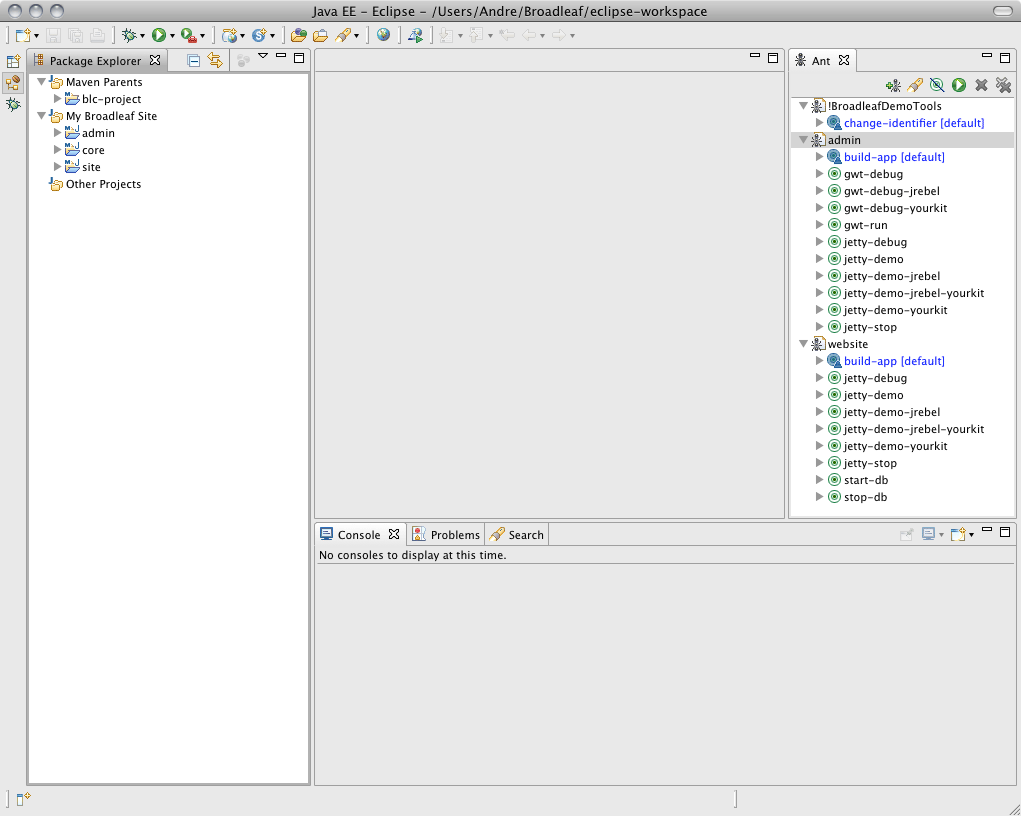 Java EE - Eclipse - /Users/Andre/Broadleaf/eclipse-workspace
Package Explorer
Maven Parents
blc-project
My Broadleaf Site
admin
core
site
Other Projects
Ant
!BroadleafDemoTools
change-identifier [default]
admin
build-app [default]
gwt-debug
gwt-debug-jrebel
gwt-debug-yourkit
gwt-run
jetty-debug
jetty-demo
jetty-demo-jrebel
jetty-demo-jrebel-yourkit
jetty-demo-yourkit
jetty-stop
website
build-app [default]
jetty-debug
jetty-demo
jetty-demo-jrebel
jetty-demo-jrebel-yourkit
jetty-demo-yourkit
jetty-stop
start-db
stop-db
Console Problems Search
No consoles to display at this time.